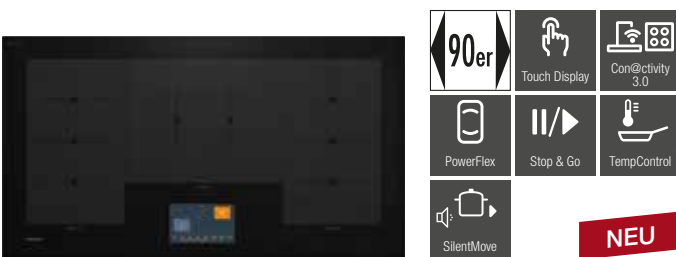 90er
Touch Display
Con@ctivity
3.0
PowerFlex
Stop & Go
TempControl
SilentMove
NEU